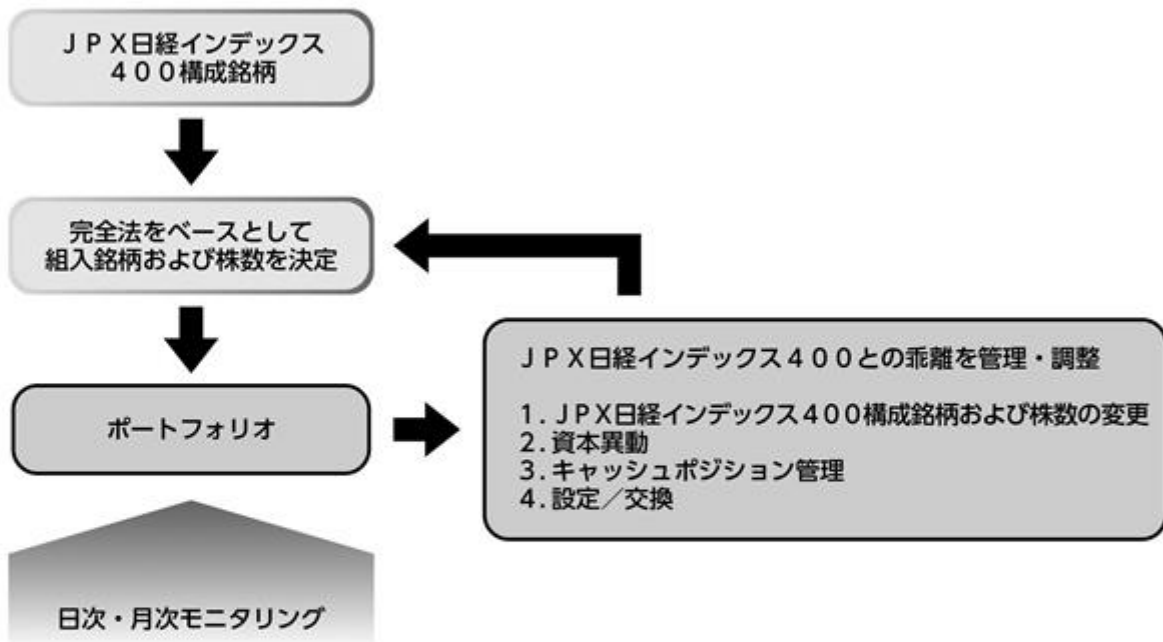 ＪＰＸ日経インデックス
４００構成銘柄
完全法をベースとして
組入銘柄および株数を決定
ポートフォリオ
ＪＰＸ日経インデックス４００との乖離を管理・調整
１．ＪＰＸ日経インデックス４００構成銘柄および株数の変更
２．資本異動
３．キャッシュポジション管理
４．設定／交換
日次・月次モニタリング